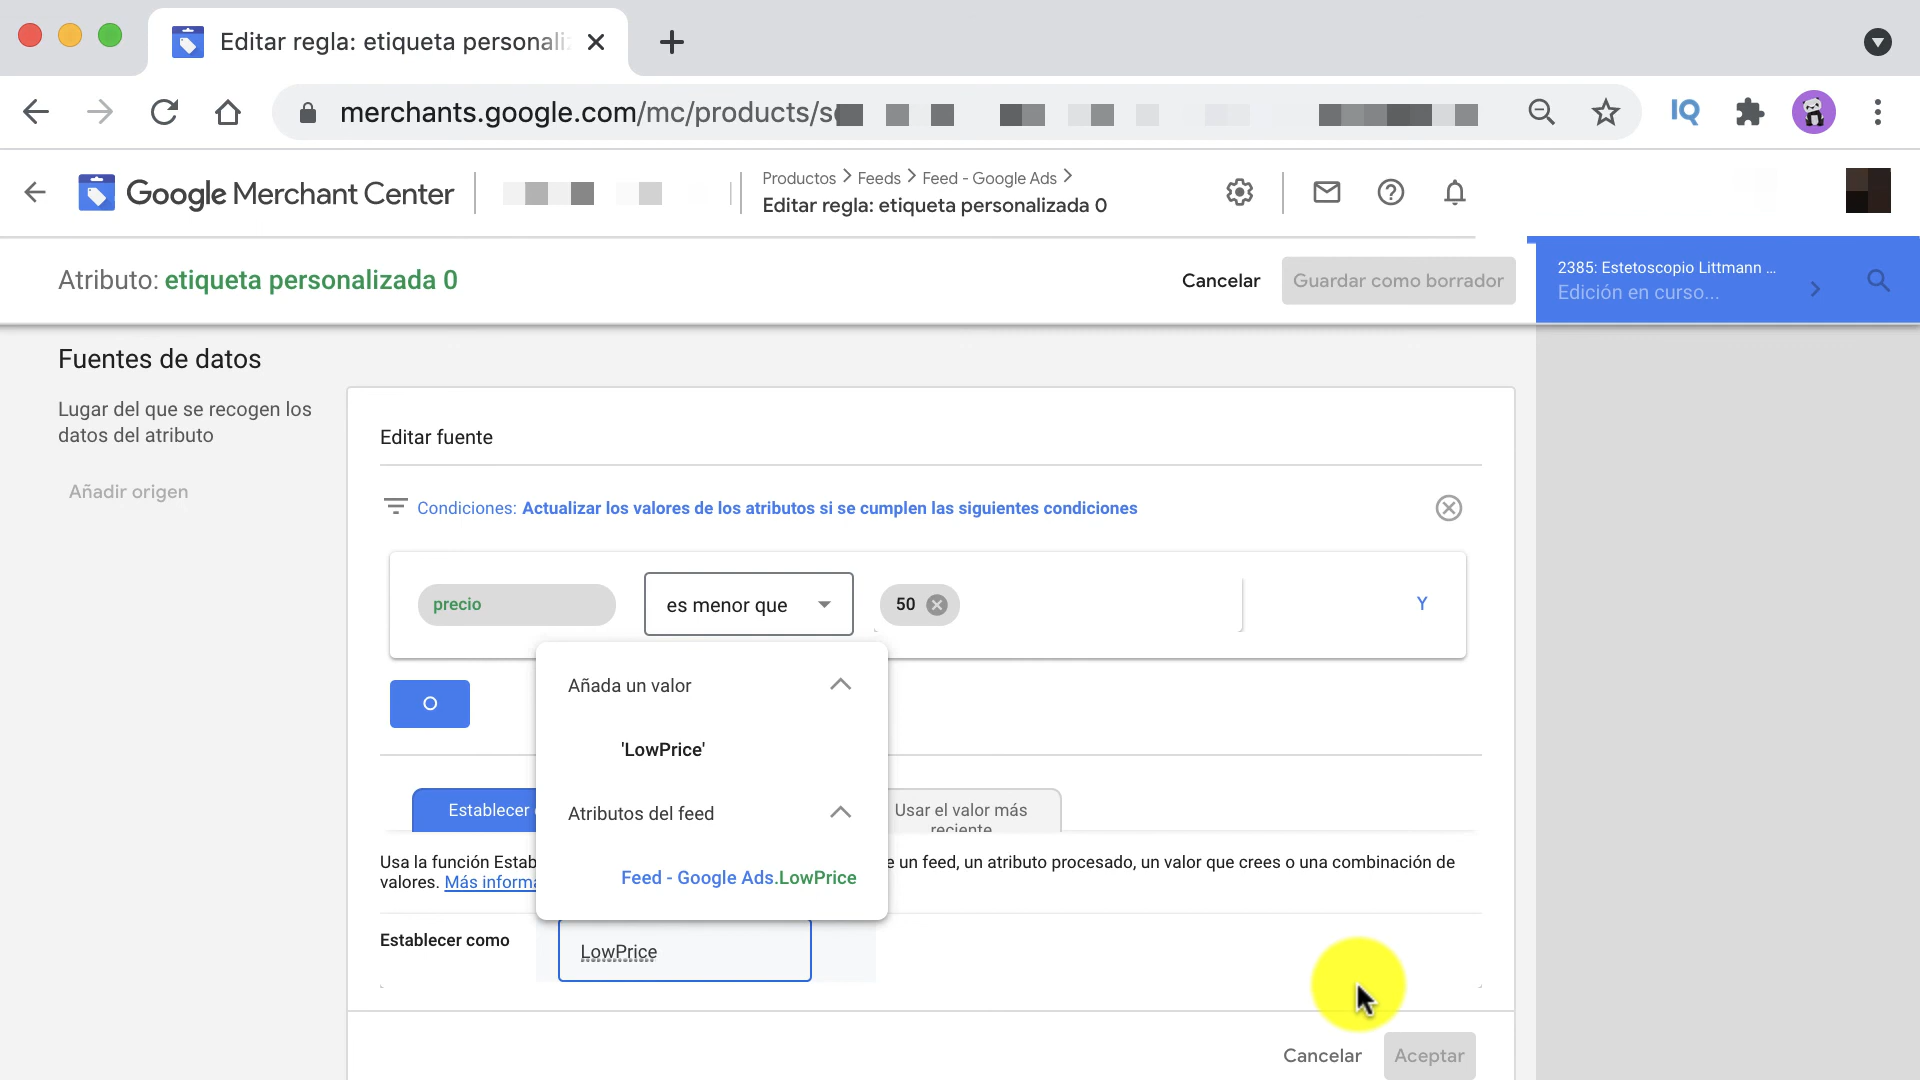 Editar regla: etiqueta personali
merchants.google.com/mc/products/s
IQ
Google Merchant Center
Productos > Feeds > Feed - Google Ads >
Editar regla: etiqueta personalizada 0
Atributo: etiqueta personalizada 0
Cancelar
Guardar como borrador
2385: Estetoscopio Littmann ...
Edición en curso...
Fuentes de datos
Lugar del que se recogen los
datos del atributo
Añadir origen
Editar fuente
Condiciones: Actualizar los valores de los atributos si se cumplen las siguientes condiciones
precio
es menor que
50
Y
O
Añada un valor
'LowPrice'
Atributos del feed
Feed - Google Ads.LowPrice
Establecer
Usar el valor más
reciente
Usa la función Estab
e un feed, un atributo procesado, un valor que crees o una combinación de
valores. Más informa
Establecer como
LowPrice
Cancelar
Aceptar